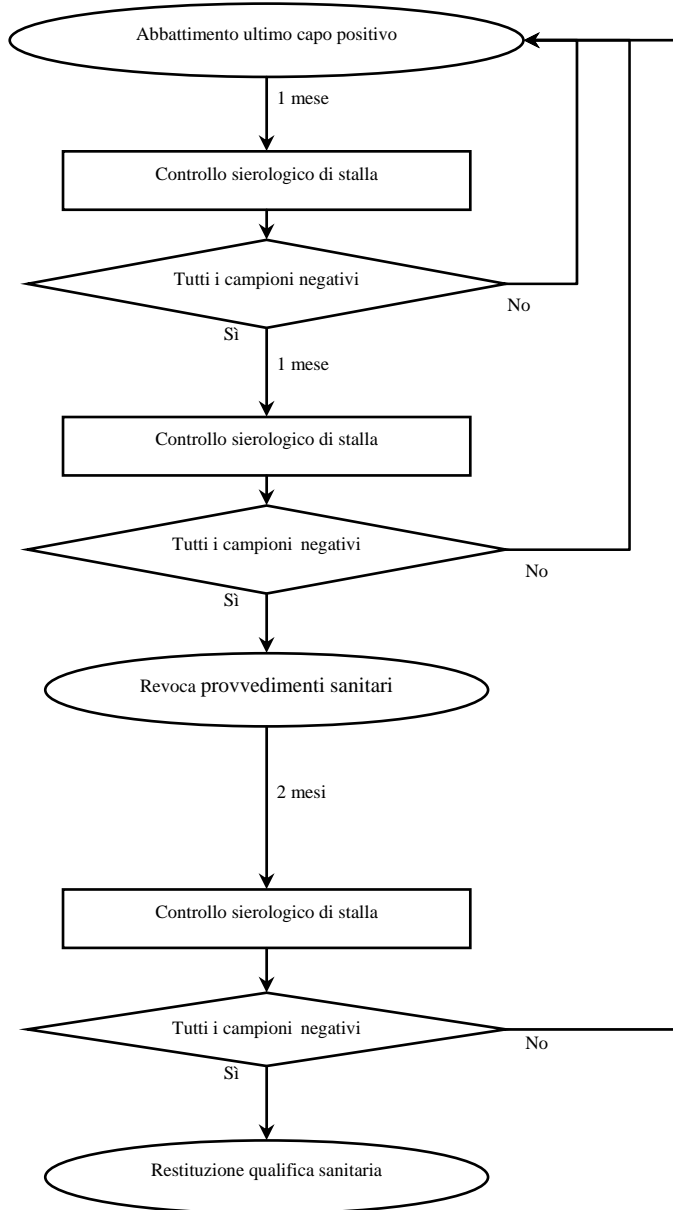 Abbattimento ultimo capo positivo
1 mese
Controllo sierologico di stalla
Tutti i campioni negativi
No
Sì
1 mese
Controllo sierologico di stalla
Tutti i campioni negativi
No
Sì
Revoca provvedimenti sanitari
2 mesi
Controllo sierologico di stalla
Tutti i campioni negativi
No
Sì
Restituzione qualifica sanitaria